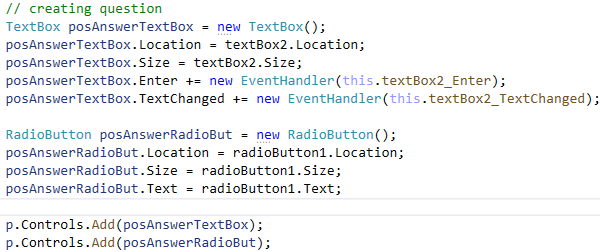 // creating question
TextBox posAnswerTextBox = new TextBox();
posAnswerTextBox.Location = textBox2.Location;
posAnswerTextBox.Size = textBox2.Size;
posAnswerTextBox.Enter += new EventHandler(this.textBox2_Enter);
posAnswerTextBox.TextChanged += new EventHandler(this.textBox2_TextChanged);
RadioButton posAnswerRadioBut = new RadioButton();
posAnswerRadioBut.Location = radioButton1.Location;
posAnswerRadioBut.Size = radioButton1.Size;
posAnswerRadioBut.Text = radioButton1.Text;
p.Controls.Add(posAnswerTextBox);
p.Controls.Add(posAnswerRadioBut);